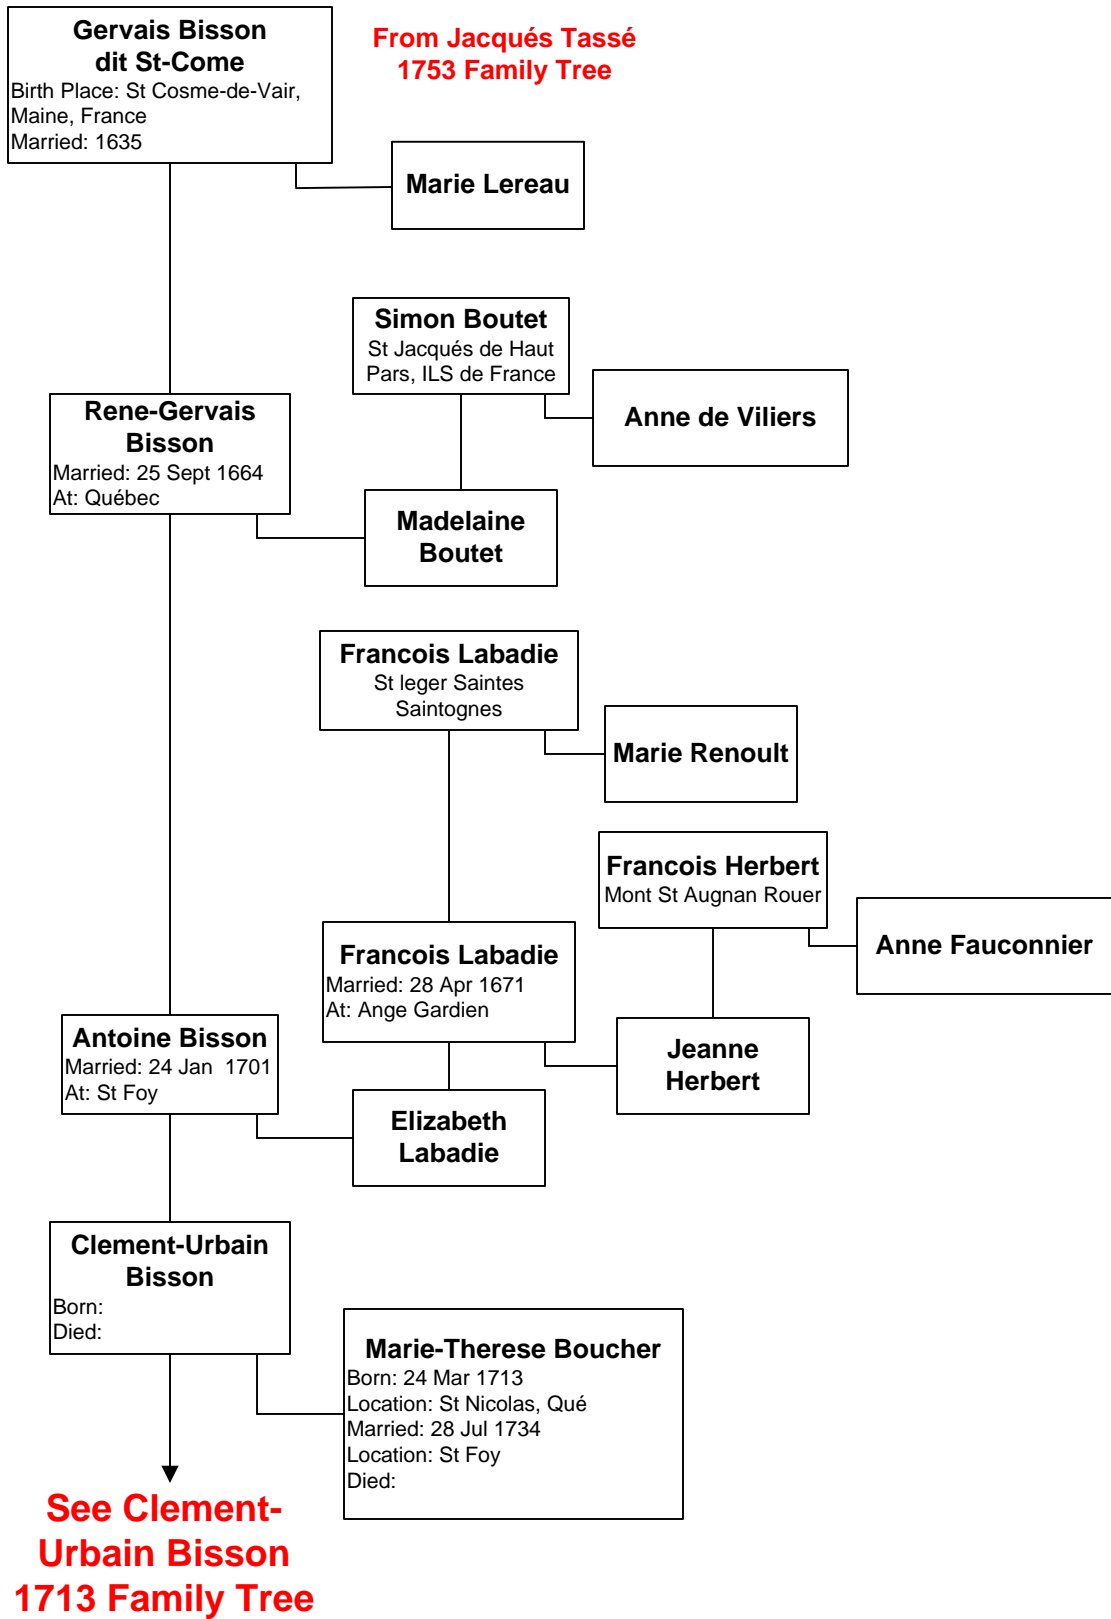 Gervais Bisson
dit St-Come
Birth Place: St Cosme-de-Vair,
Maine, France
Married: 1635
From Jacqués Tassé
1753 Family Tree
Marie Lereau
Simon Boutet
St Jacqués de Haut
Pars, ILS de France
Anne de Viliers
Rene-Gervais
Bisson
Married: 25 Sept 1664
At: Québec
Madelaine
Boutet
Francois Labadie
St leger Saintes
Saintognes
Marie Renoult
Francois Herbert
Mont St Augnan Rouer
Anne Fauconnier
Francois Labadie
Married: 28 Apr 1671
At: Ange Gardien
Jeanne
Herbert
Antoine Bisson
Married: 24 Jan  1701
At: St Foy
Elizabeth
Labadie
Clement-Urbain
Bisson
Born:
Died:
Marie-Therese Boucher
Born: 24 Mar 1713
Location: St Nicolas, Qué
Married: 28 Jul 1734
Location: St Foy
Died:
See Clement-
Urbain Bisson
1713 Family Tree